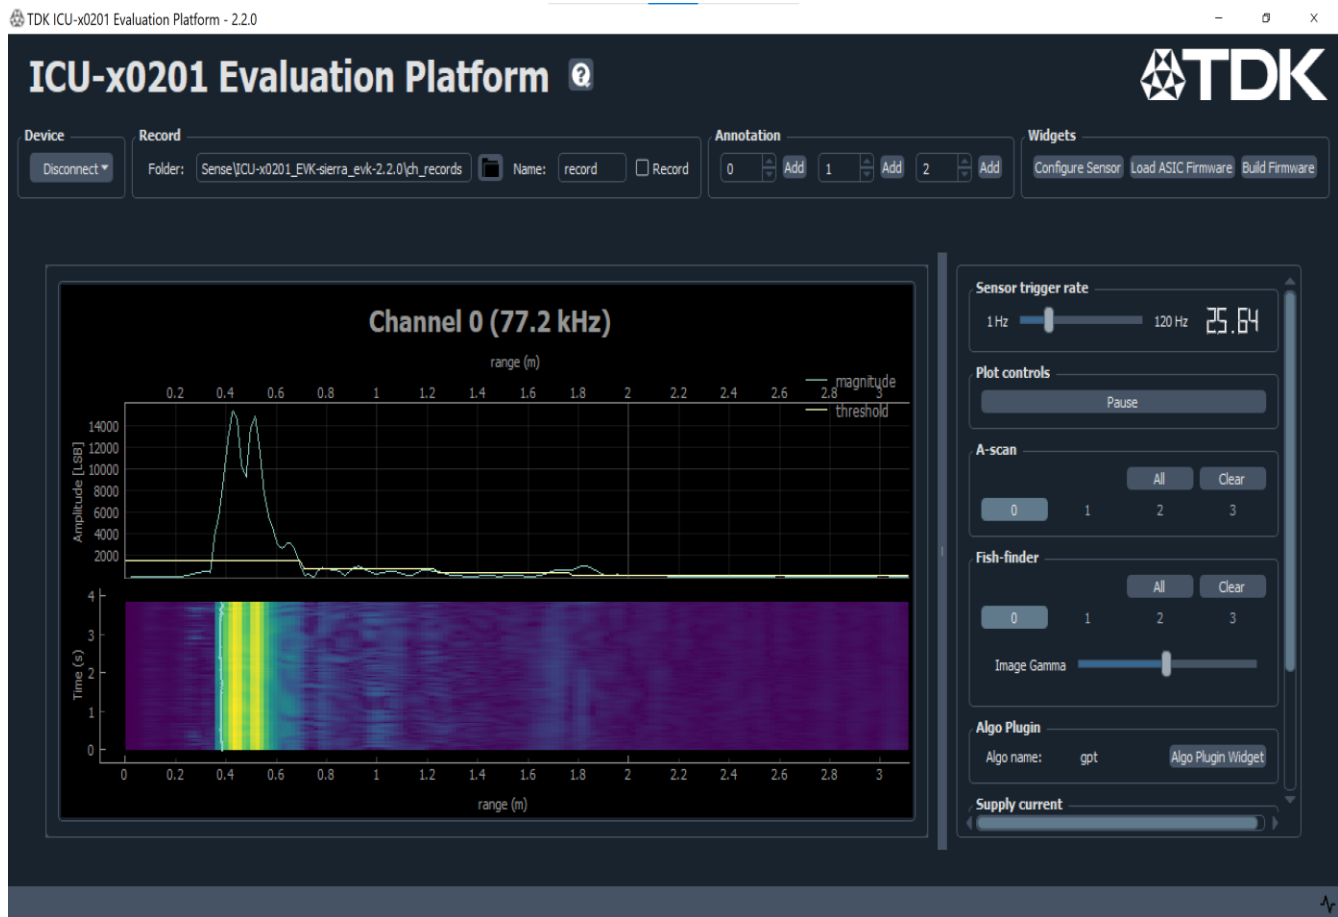 TDK ICU-x0201 Evaluation Platform - 2.2.0
ICU-x0201 Evaluation Platform
TDK
Device
Disconnect
Record
Folder: Sense\ICU-x0201_EVK-sierra_evk-2.2.0\ch_records Name: record Record
Annotation
0 Add 1 Add 2 Add
Widgets
Configure Sensor Load ASIC Firmware Build Firmware
Channel 0 (77.2 kHz)
range (m)
0.2 0.4 0.6 0.8 1 1.2 1.4 1.6 1.8 2 2.2 2.4 2.6 2.8 3
magnitude
threshold
Amplitude [LSB]
14000
12000
10000
8000
6000
4000
2000
Time (s)
4
3
2
1
0
0 0.2 0.4 0.6 0.8 1 1.2 1.4 1.6 1.8 2 2.2 2.4 2.6 2.8 3
range (m)
Sensor trigger rate
1 Hz 120 Hz 25.64
Plot controls
Pause
A-scan
All Clear
0 1 2 3
Fish-finder
All Clear
0 1 2 3
Image Gamma
Algo Plugin
Algo name: gpt Algo Plugin Widget
Supply current